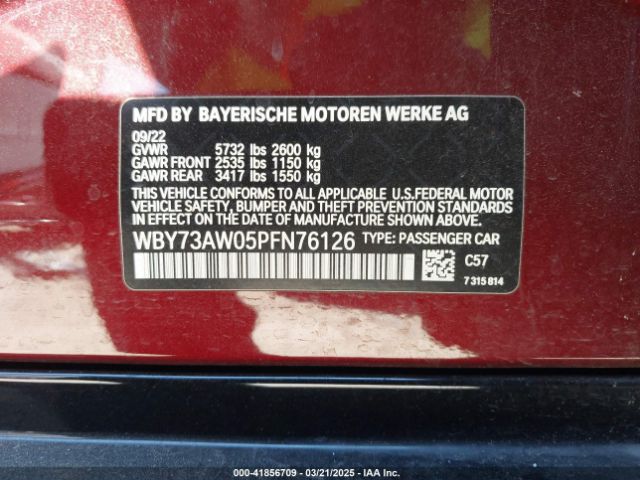 MFD BY BAYERISCHE MOTOREN WERKE AG
09/22
GVWR 5732 lbs 2600 kg
GAWR FRONT 2535 lbs 1150 kg
GAWR REAR 3417 lbs 1550 kg
THIS VEHICLE CONFORMS TO ALL APPLICABLE U.S.FEDERAL MOTOR
VEHICLE SAFETY, BUMPER, AND THEFT PREVENTION STANDARDS
IN EFFECT ON THE DATE OF MANUFACTURE SHOWN ABOVE.
WBY73AW05PFN76126 TYPE: PASSENGER CAR
C57
7315814
000-41856709 - 03/21/2025 - IAA Inc.